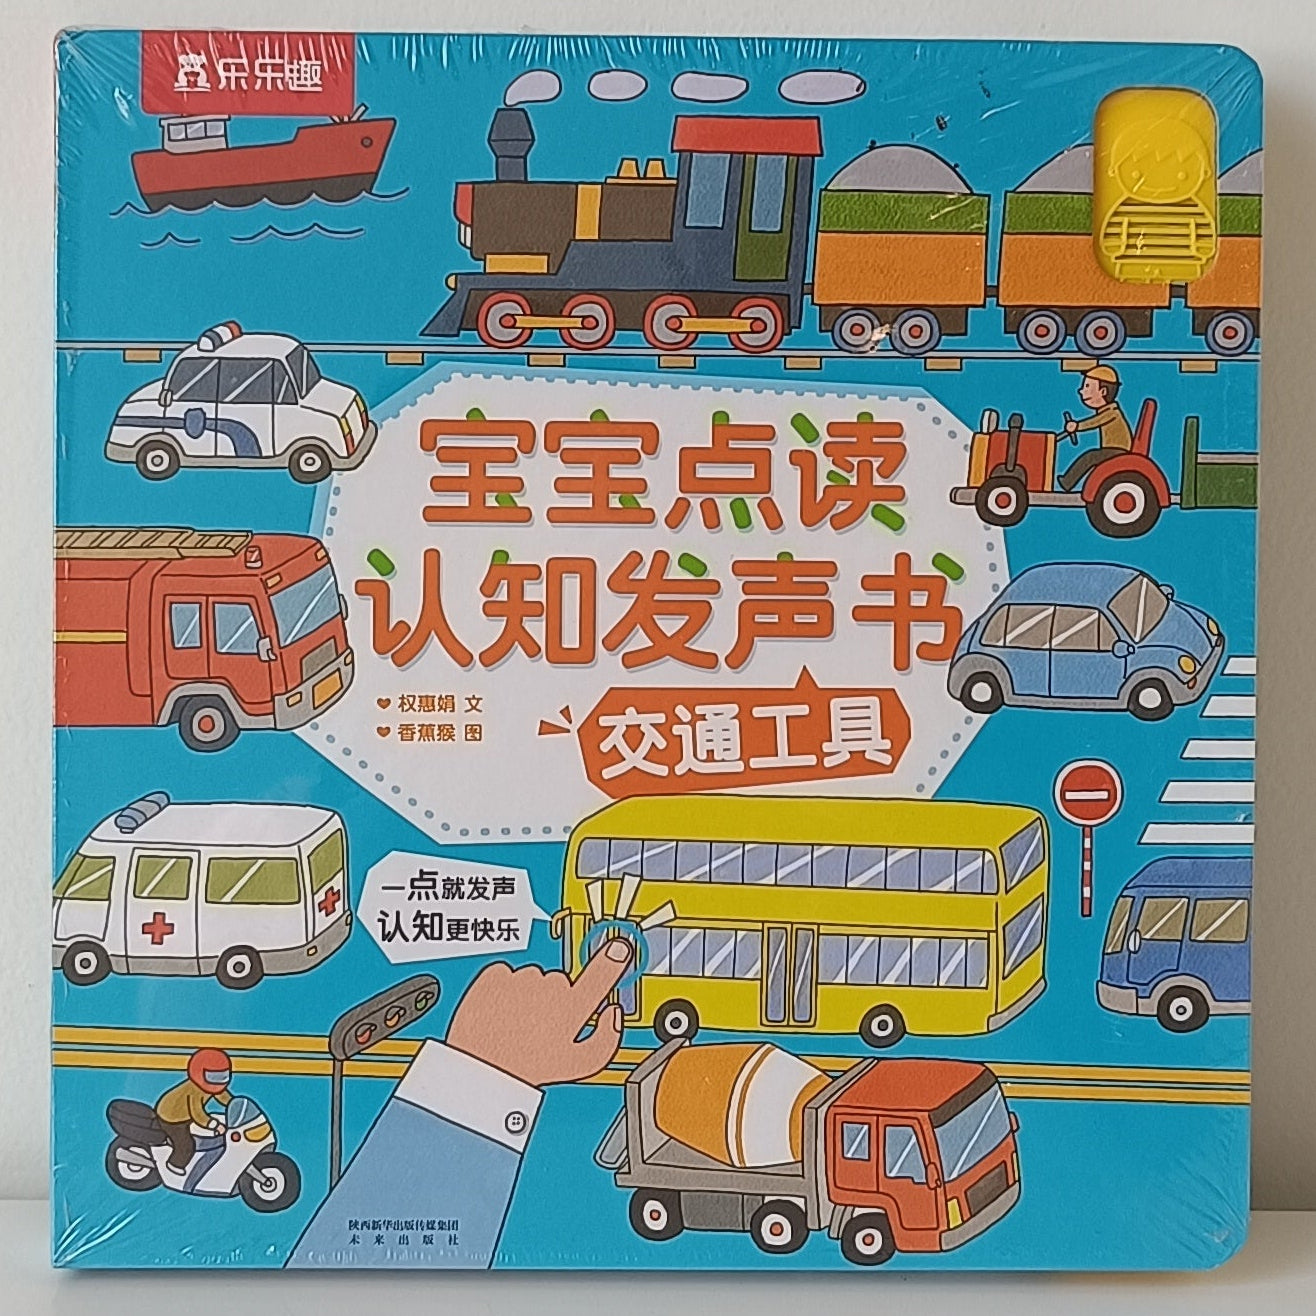 乐乐趣
宝宝点读
认知发声书
权惠娟 文
香蕉猴 图
交通工具
一点就发声
认知更快乐
陕西新华出版传媒集团
未来出版社